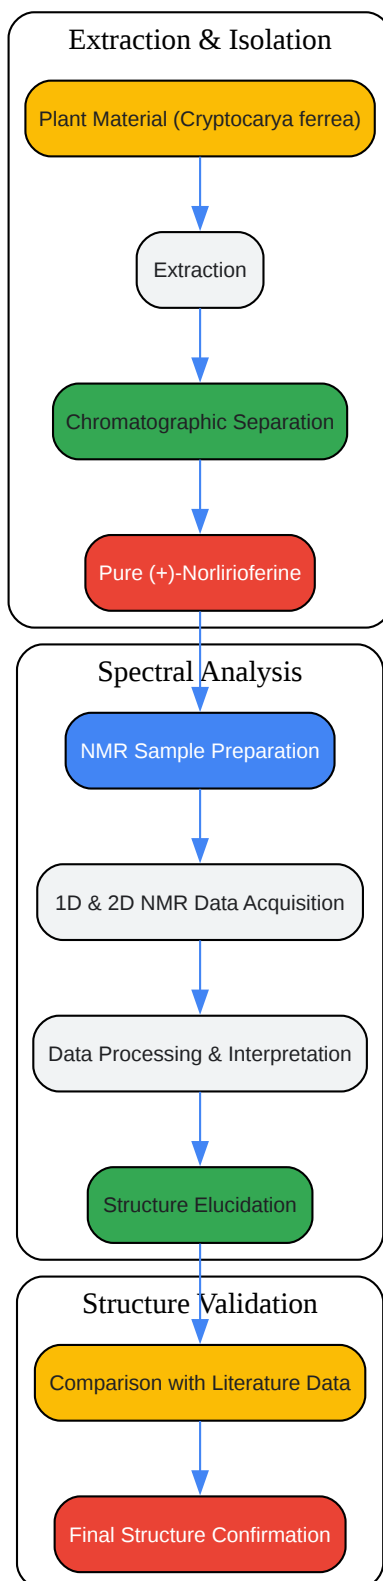 Extraction & Isolation
Plant Material (Cryptocarya ferrea)
Extraction
Chromatographic Separation
Pure (+)-Norlirioferine
Spectral Analysis
NMR Sample Preparation
1D & 2D NMR Data Acquisition
Data Processing & Interpretation
Structure Elucidation
Structure Validation
Comparison with Literature Data
Final Structure Confirmation